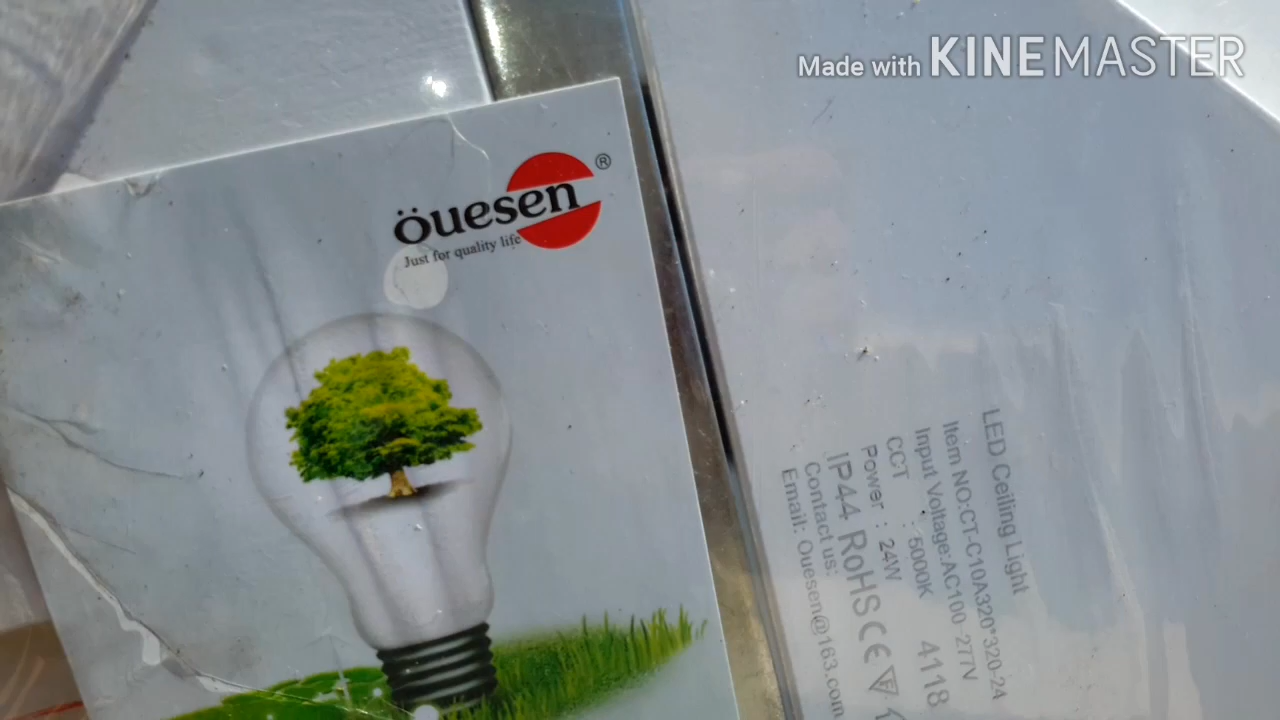 Made with KINEMASTER
öuesen®
Just for quality life
LED Ceiling Light
Item NO:CT-C10A320*320-24
Input Voltage:AC100-277V
CCT : 5000K 4118
Power : 24W
IP44 RoHS CE F
Contact us:
Email: Ouesen@163.com